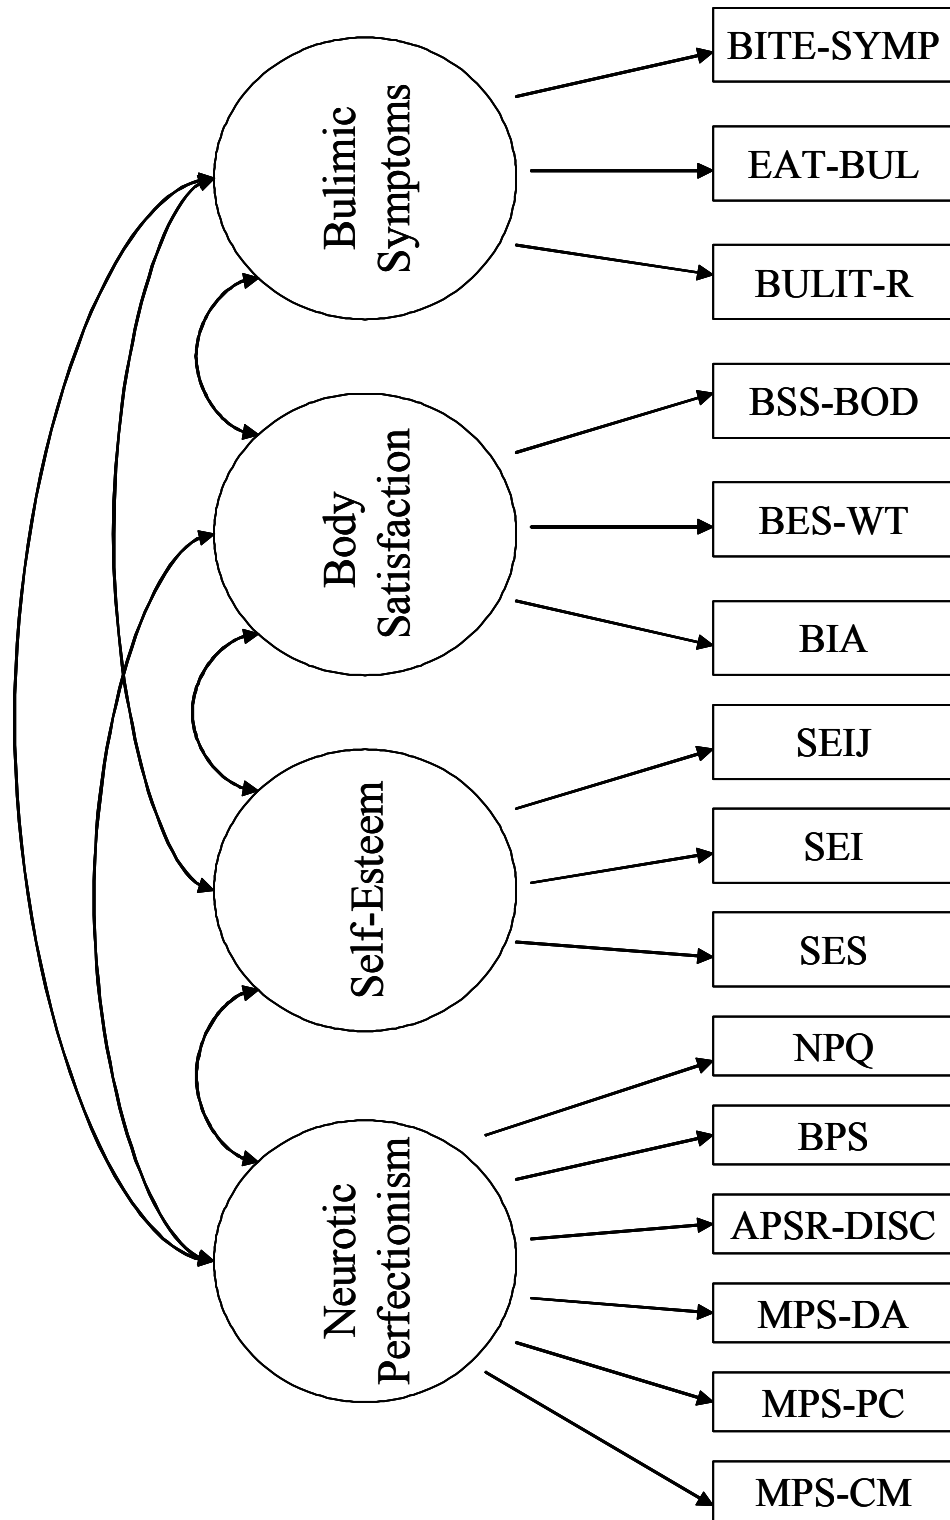 BITE-SYMP
EAT-BUL
BULIT-R
BSS-BOD
BES-WT
BIA
SEIJ
SEI
SES
NPQ
BPS
APSR-DISC
MPS-DA
MPS-PC
MPS-CM
Bulimic
Symptoms
Body
Satisfaction
Self-Esteem
Neurotic
Perfectionism